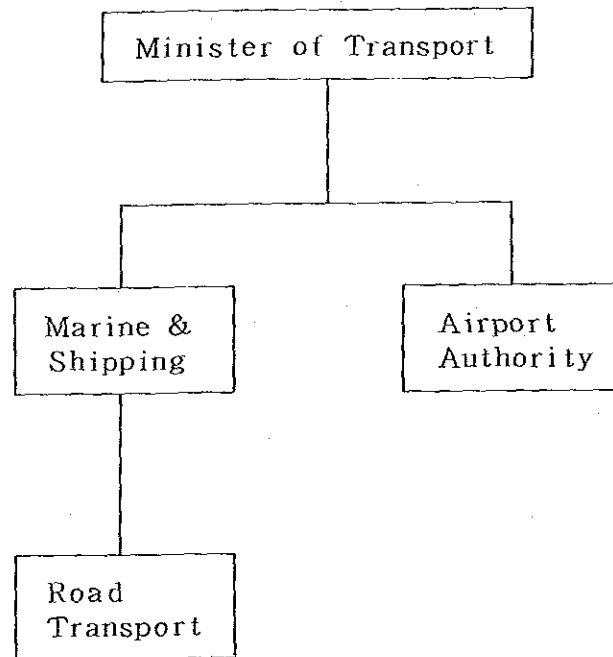 Minister of Transport
Marine &
Shipping
Airport
Authority
Road
Transport